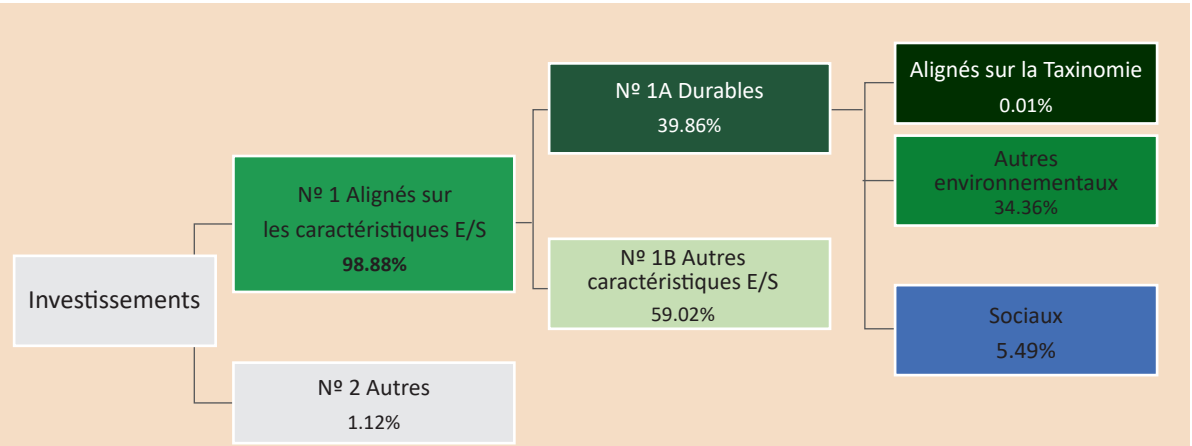 Investissements
Nº 1 Alignés sur
les caractéristiques E/S
98.88%
Nº 2 Autres
1.12%
Nº 1A Durables
39.86%
Nº 1B Autres
caractéristiques E/S
59.02%
Alignés sur la Taxinomie
0.01%
Autres
environnementaux
34.36%
Sociaux
5.49%